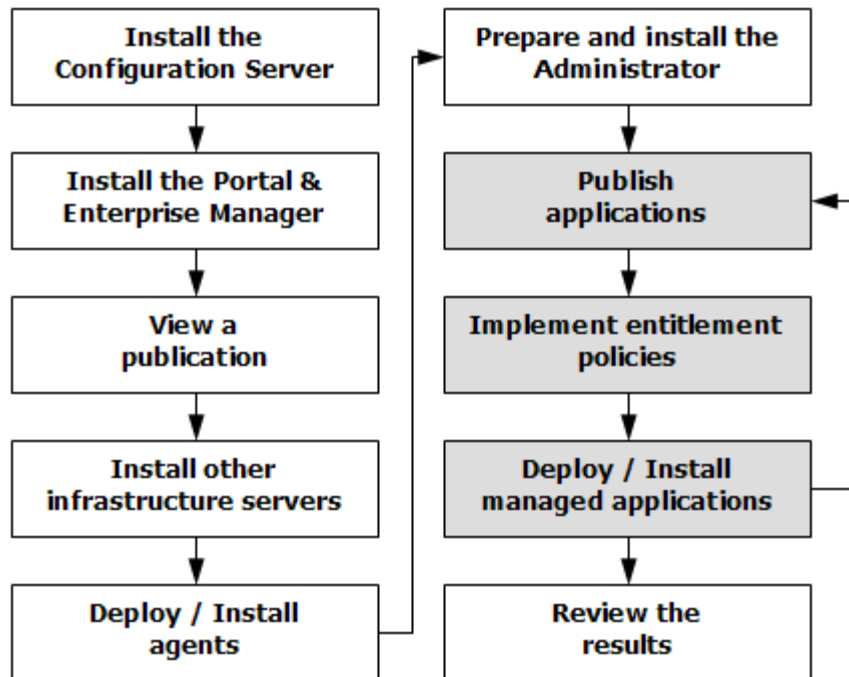 Install the
Configuration Server
Install the Portal &
Enterprise Manager
View a
publication
Install other
infrastructure servers
Deploy / Install
agents
Prepare and install the
Administrator
Publish
applications
Implement entitlement
policies
Deploy / Install
managed applications
Review the
results